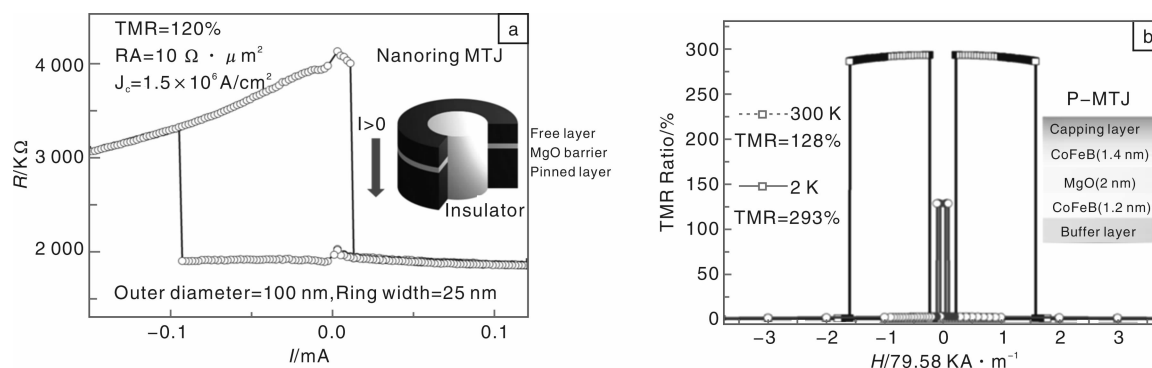 a
TMR=120%
RA=10 Ω · μm²
J_c=1.5×10⁶A/cm²
Nanoring MTJ
I>0
Free layer
MgO barrier
Pinned layer
Insulator
Outer diameter=100 nm,Ring width=25 nm
4 000
3 000
2 000
R/KΩ
−0.1
0.0
0.1
I/mA
b
300
250
200
150
100
50
0
TMR Ratio/%
300 K
TMR=128%
2 K
TMR=293%
P−MTJ
Capping layer
CoFeB(1.4 nm)
MgO(2 nm)
CoFeB(1.2 nm)
Buffer layer
−3
−2
−1
0
1
2
3
H/79.58 KA · m⁻¹